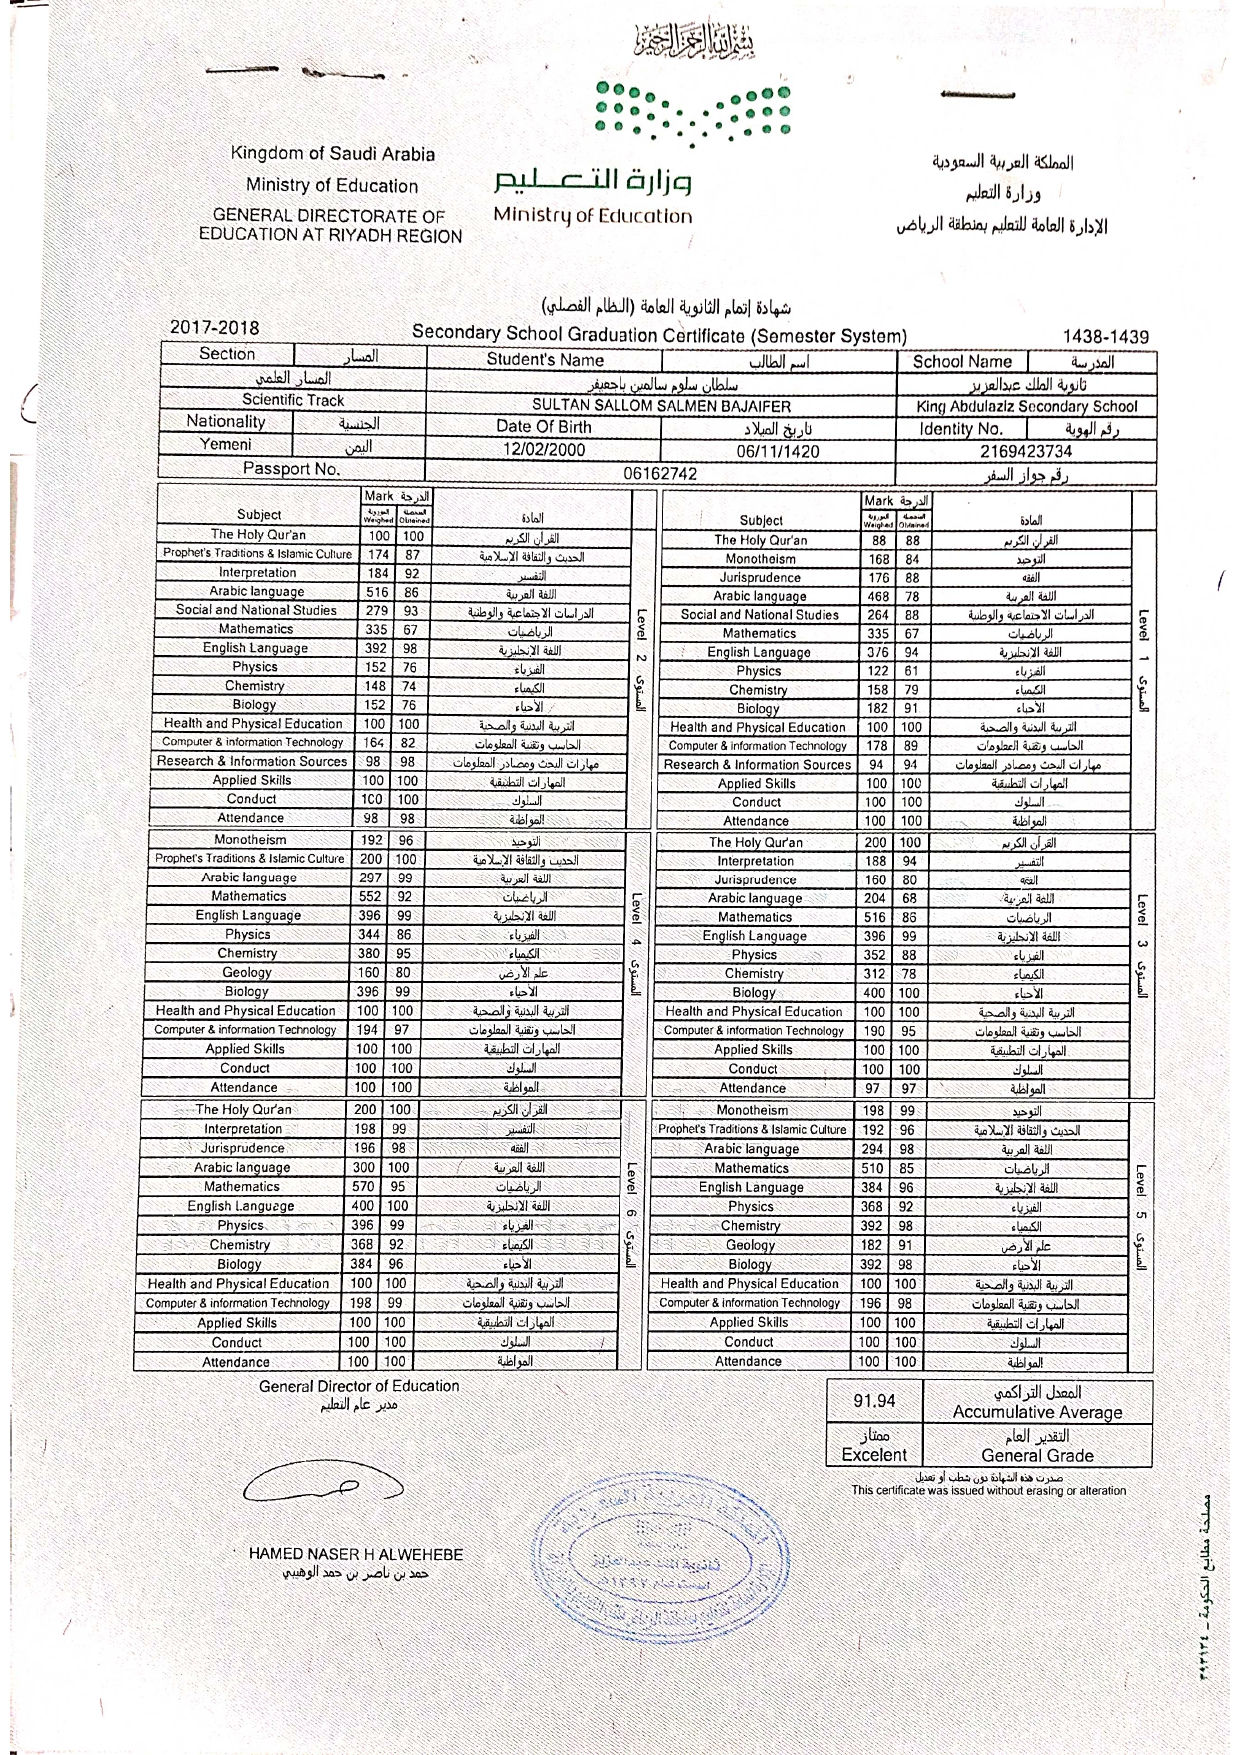 بسم الله الرحمن الرحيم
Kingdom of Saudi Arabia
Ministry of Education
GENERAL DIRECTORATE OF
EDUCATION AT RIYADH REGION
وزارة التعليم
Ministry of Education
المملكة العربية السعودية
وزارة التعليم
الإدارة العامة للتعليم بمنطقة الرياض
شهادة إتمام الثانوية العامة (النظام الفصلي)
2017-2018 Secondary School Graduation Certificate (Semester System) 1438-1439
Section المسار Student's Name اسم الطالب School Name المدرسة
المسار العلمي سلطان سلوم سالمين باجعيفر ثانوية الملك عبدالعزيز
Scientific Track SULTAN SALLOM SALMEN BAJAIFER King Abdulaziz Secondary School
Nationality الجنسية Date Of Birth تاريخ الميلاد Identity No. رقم الهوية
Yemeni اليمن 12/02/2000 06/11/1420 2169423734
Passport No. 06162742 رقم جواز السفر
Level 1 المستوى
Subject Mark الدرجة المادة
الموزونة Weighed المحصلة Obtained
The Holy Qur'an 88 88 القرآن الكريم
Monotheism 168 84 التوحيد
Jurisprudence 176 88 الفقه
Arabic language 468 78 اللغة العربية
Social and National Studies 264 88 الدراسات الاجتماعية والوطنية
Mathematics 335 67 الرياضيات
English Language 376 94 اللغة الإنجليزية
Physics 122 61 الفيزياء
Chemistry 158 79 الكيمياء
Biology 182 91 الأحياء
Health and Physical Education 100 100 التربية البدنية والصحية
Computer & information Technology 178 89 الحاسب وتقنية المعلومات
Research & Information Sources 94 94 مهارات البحث ومصادر المعلومات
Applied Skills 100 100 المهارات التطبيقية
Conduct 100 100 السلوك
Attendance 100 100 المواظبة
Level 2 المستوى
Subject Mark الدرجة المادة
الموزونة Weighed المحصلة Obtained
The Holy Qur'an 100 100 القرآن الكريم
Prophet's Traditions & Islamic Culture 174 87 الحديث والثقافة الإسلامية
Interpretation 184 92 التفسير
Arabic language 516 86 اللغة العربية
Social and National Studies 279 93 الدراسات الاجتماعية والوطنية
Mathematics 335 67 الرياضيات
English Language 392 98 اللغة الإنجليزية
Physics 152 76 الفيزياء
Chemistry 148 74 الكيمياء
Biology 152 76 الأحياء
Health and Physical Education 100 100 التربية البدنية والصحية
Computer & information Technology 164 82 الحاسب وتقنية المعلومات
Research & Information Sources 98 98 مهارات البحث ومصادر المعلومات
Applied Skills 100 100 المهارات التطبيقية
Conduct 100 100 السلوك
Attendance 98 98 المواظبة
Level 3 المستوى
The Holy Qur'an 200 100 القرآن الكريم
Interpretation 188 94 التفسير
Jurisprudence 160 80 الفقه
Arabic language 204 68 اللغة العربية
Mathematics 516 86 الرياضيات
English Language 396 99 اللغة الإنجليزية
Physics 352 88 الفيزياء
Chemistry 312 78 الكيمياء
Biology 400 100 الأحياء
Health and Physical Education 100 100 التربية البدنية والصحية
Computer & information Technology 190 95 الحاسب وتقنية المعلومات
Applied Skills 100 100 المهارات التطبيقية
Conduct 100 100 السلوك
Attendance 97 97 المواظبة
Level 4 المستوى
Monotheism 192 96 التوحيد
Prophet's Traditions & Islamic Culture 200 100 الحديث والثقافة الإسلامية
Arabic language 297 99 اللغة العربية
Mathematics 552 92 الرياضيات
English Language 396 99 اللغة الإنجليزية
Physics 344 86 الفيزياء
Chemistry 380 95 الكيمياء
Geology 160 80 علم الأرض
Biology 396 99 الأحياء
Health and Physical Education 100 100 التربية البدنية والصحية
Computer & information Technology 194 97 الحاسب وتقنية المعلومات
Applied Skills 100 100 المهارات التطبيقية
Conduct 100 100 السلوك
Attendance 100 100 المواظبة
Level 5 المستوى
Monotheism 198 99 التوحيد
Prophet's Traditions & Islamic Culture 192 96 الحديث والثقافة الإسلامية
Arabic language 294 98 اللغة العربية
Mathematics 510 85 الرياضيات
English Language 384 96 اللغة الإنجليزية
Physics 368 92 الفيزياء
Chemistry 392 98 الكيمياء
Geology 182 91 علم الأرض
Biology 392 98 الأحياء
Health and Physical Education 100 100 التربية البدنية والصحية
Computer & information Technology 196 98 الحاسب وتقنية المعلومات
Applied Skills 100 100 المهارات التطبيقية
Conduct 100 100 السلوك
Attendance 100 100 المواظبة
Level 6 المستوى
The Holy Qur'an 200 100 القرآن الكريم
Interpretation 198 99 التفسير
Jurisprudence 196 98 الفقه
Arabic language 300 100 اللغة العربية
Mathematics 570 95 الرياضيات
English Language 400 100 اللغة الإنجليزية
Physics 396 99 الفيزياء
Chemistry 368 92 الكيمياء
Biology 384 96 الأحياء
Health and Physical Education 100 100 التربية البدنية والصحية
Computer & information Technology 198 99 الحاسب وتقنية المعلومات
Applied Skills 100 100 المهارات التطبيقية
Conduct 100 100 السلوك
Attendance 100 100 المواظبة
General Director of Education
مدير عام التعليم
91.94 المعدل التراكمي
Accumulative Average
ممتاز التقدير العام
Excelent General Grade
صدرت هذه الشهادة دون شطب أو تعديل
This certificate was issued without erasing or alteration
HAMED NASER H ALWEHEBE
حمد بن ناصر بن حمد الوهيبي
المملكة العربية السعودية
ثانوية الملك عبدالعزيز
مصلحة مطابع الحكومة - ٣٩٣١٢٤